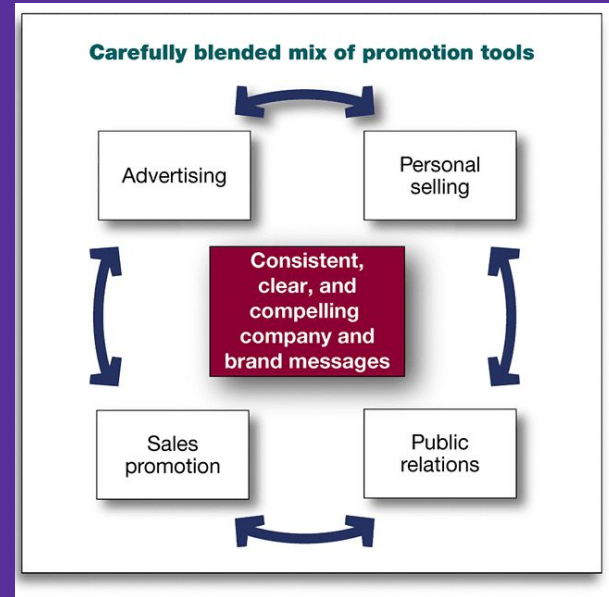 Carefully blended mix of promotion tools
Advertising
Personal
selling
Consistent,
clear, and
compelling
company and
brand messages
Sales
promotion
Public
relations